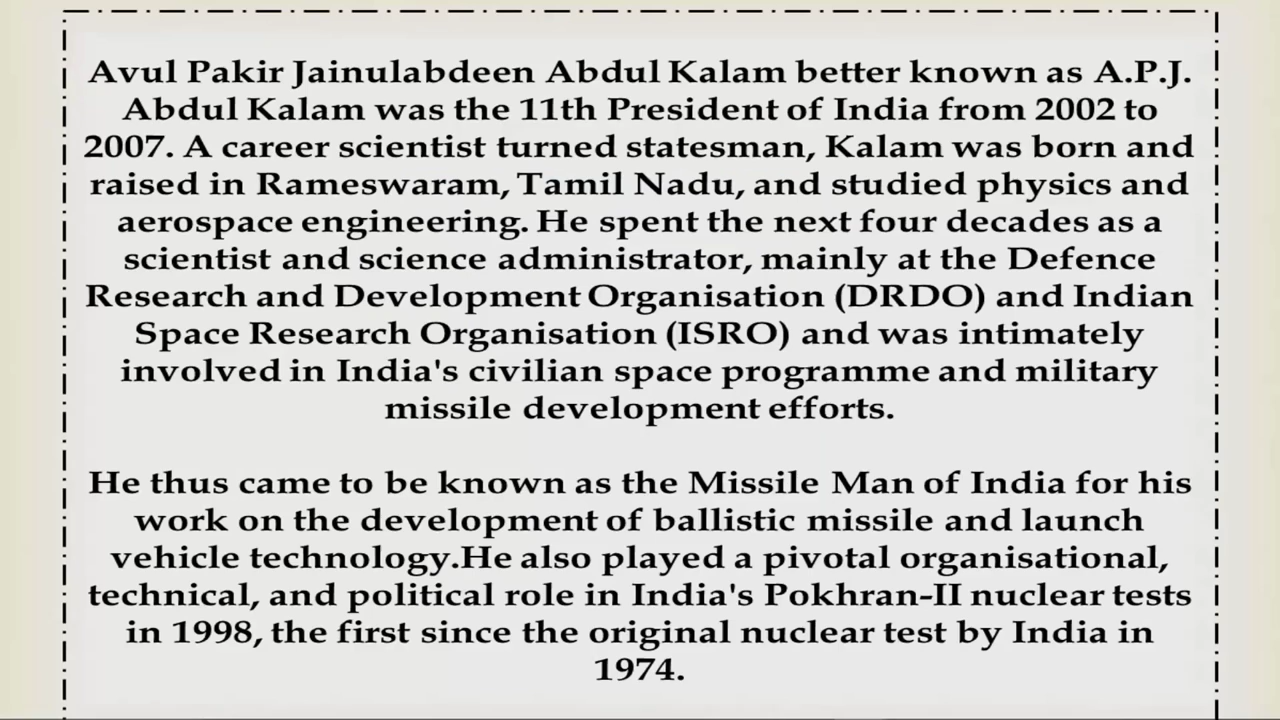 Avul Pakir Jainulabdeen Abdul Kalam better known as A.P.J.
Abdul Kalam was the 11th President of India from 2002 to
2007. A career scientist turned statesman, Kalam was born and
raised in Rameswaram, Tamil Nadu, and studied physics and
aerospace engineering. He spent the next four decades as a
scientist and science administrator, mainly at the Defence
Research and Development Organisation (DRDO) and Indian
Space Research Organisation (ISRO) and was intimately
involved in India's civilian space programme and military
missile development efforts.
He thus came to be known as the Missile Man of India for his
work on the development of ballistic missile and launch
vehicle technology.He also played a pivotal organisational,
technical, and political role in India's Pokhran-II nuclear tests
in 1998, the first since the original nuclear test by India in
1974.